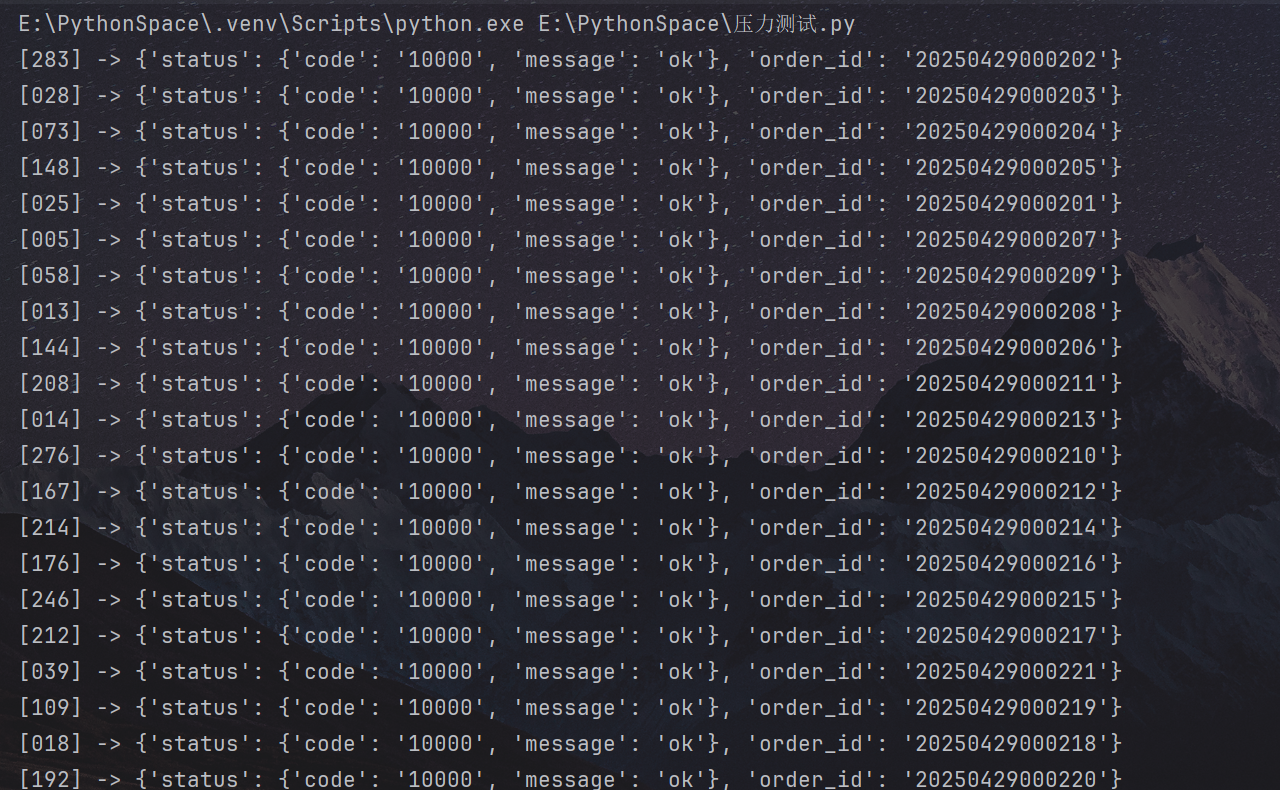 E:\PythonSpace\.venv\Scripts\python.exe E:\PythonSpace\压力测试.py
[283] -> {'status': {'code': '10000', 'message': 'ok'}, 'order_id': '20250429000202'}
[028] -> {'status': {'code': '10000', 'message': 'ok'}, 'order_id': '20250429000203'}
[073] -> {'status': {'code': '10000', 'message': 'ok'}, 'order_id': '20250429000204'}
[148] -> {'status': {'code': '10000', 'message': 'ok'}, 'order_id': '20250429000205'}
[025] -> {'status': {'code': '10000', 'message': 'ok'}, 'order_id': '20250429000201'}
[005] -> {'status': {'code': '10000', 'message': 'ok'}, 'order_id': '20250429000207'}
[058] -> {'status': {'code': '10000', 'message': 'ok'}, 'order_id': '20250429000209'}
[013] -> {'status': {'code': '10000', 'message': 'ok'}, 'order_id': '20250429000208'}
[144] -> {'status': {'code': '10000', 'message': 'ok'}, 'order_id': '20250429000206'}
[208] -> {'status': {'code': '10000', 'message': 'ok'}, 'order_id': '20250429000211'}
[014] -> {'status': {'code': '10000', 'message': 'ok'}, 'order_id': '20250429000213'}
[276] -> {'status': {'code': '10000', 'message': 'ok'}, 'order_id': '20250429000210'}
[167] -> {'status': {'code': '10000', 'message': 'ok'}, 'order_id': '20250429000212'}
[214] -> {'status': {'code': '10000', 'message': 'ok'}, 'order_id': '20250429000214'}
[176] -> {'status': {'code': '10000', 'message': 'ok'}, 'order_id': '20250429000216'}
[246] -> {'status': {'code': '10000', 'message': 'ok'}, 'order_id': '20250429000215'}
[212] -> {'status': {'code': '10000', 'message': 'ok'}, 'order_id': '20250429000217'}
[039] -> {'status': {'code': '10000', 'message': 'ok'}, 'order_id': '20250429000221'}
[109] -> {'status': {'code': '10000', 'message': 'ok'}, 'order_id': '20250429000219'}
[018] -> {'status': {'code': '10000', 'message': 'ok'}, 'order_id': '20250429000218'}
[192] -> {'status': {'code': '10000', 'message': 'ok'}, 'order_id': '20250429000220'}